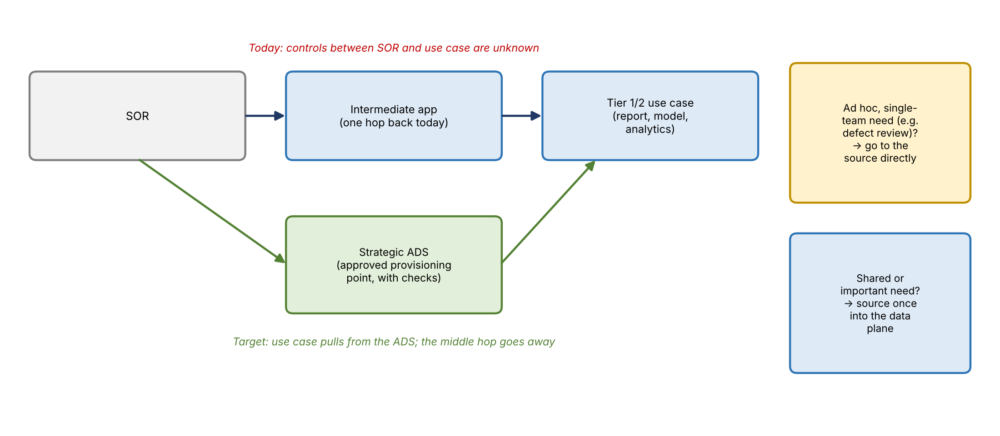 Today: controls between SOR and use case are unknown
SOR
Intermediate app
(one hop back today)
Tier 1/2 use case
(report, model,
analytics)
Ad hoc, single-
team need (e.g.
defect review)?
→ go to the
source directly
Strategic ADS
(approved provisioning
point, with checks)
Shared or
important need?
→ source once
into the data
plane
Target: use case pulls from the ADS; the middle hop goes away